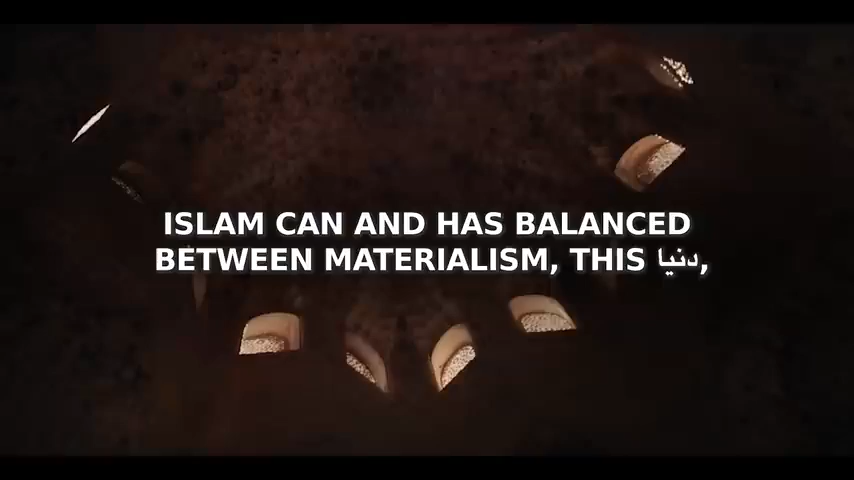 ISLAM CAN AND HAS BALANCED
BETWEEN MATERIALISM, THIS دنيا,